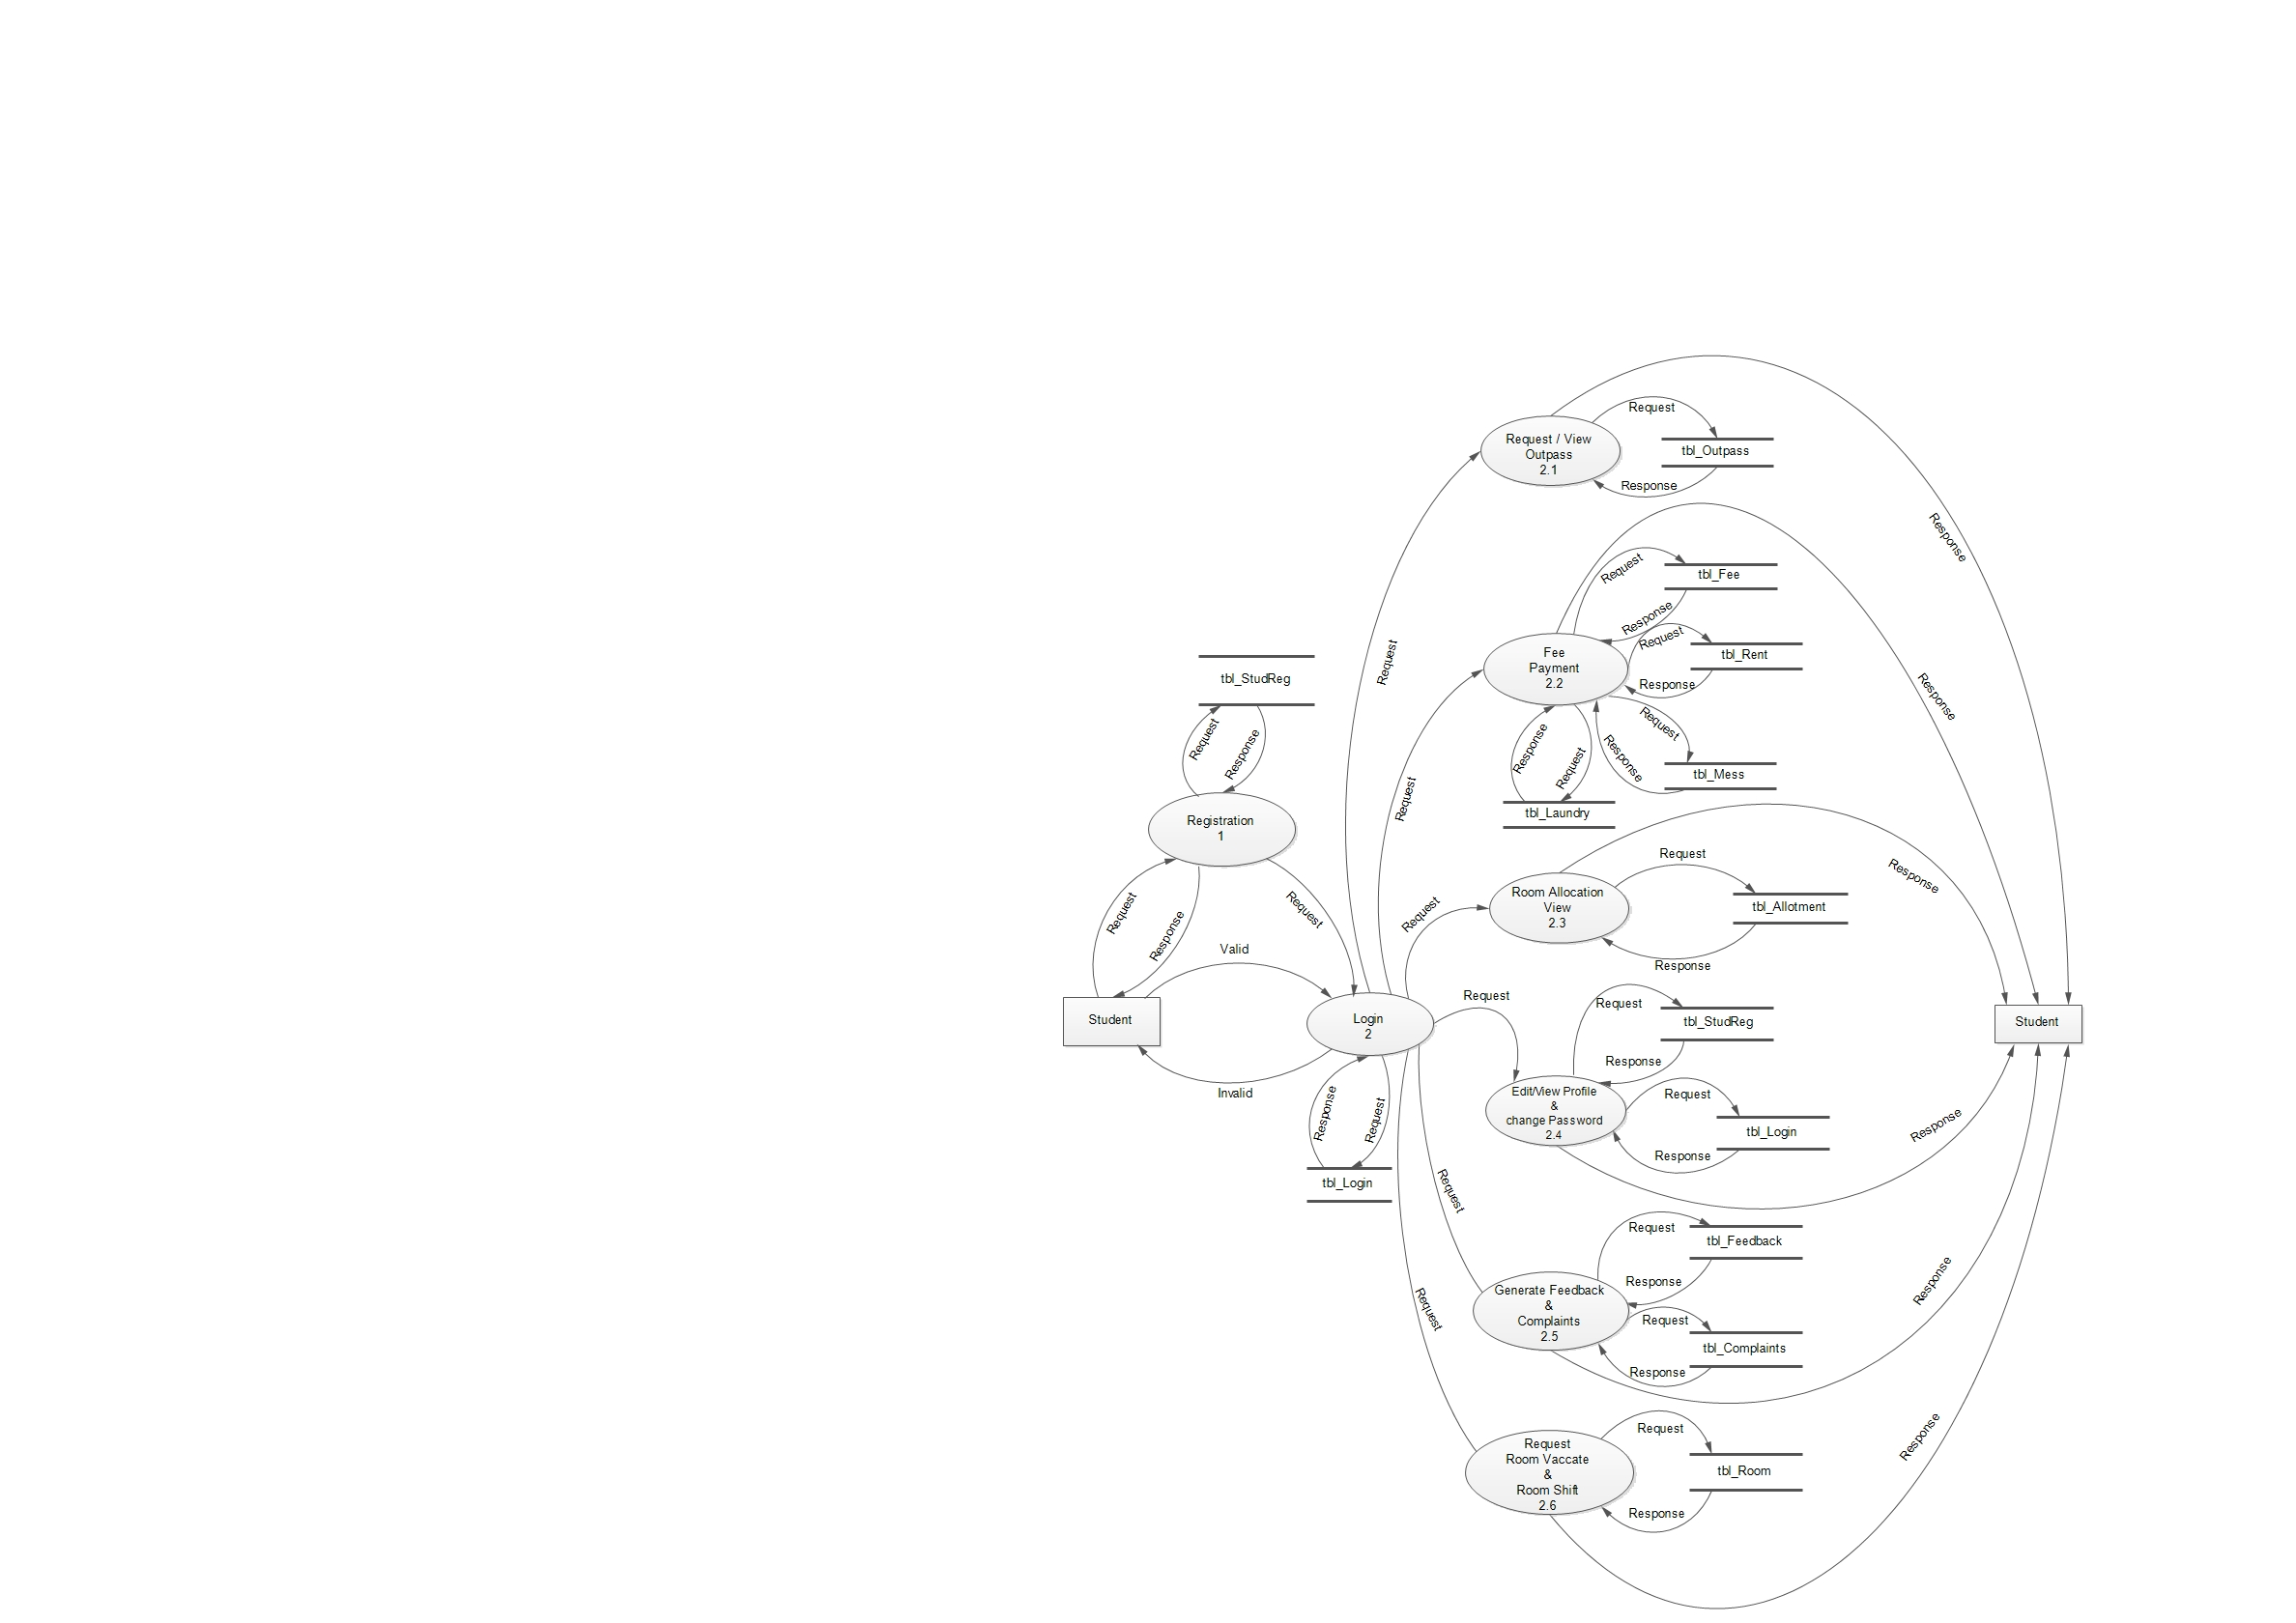 Request
Request / View
Outpass
2.1
tbl_Outpass
Response
Response
Request
tbl_Fee
Response
Request
Fee
Payment
2.2
tbl_Rent
Response
Request
Response
Request
Response
Request
Response
tbl_Mess
tbl_Laundry
Request
tbl_StudReg
Request
Response
Registration
1
Request
Response
Request
Valid
Student
Invalid
Login
2
Response
Request
tbl_Login
Request
Room Allocation
View
2.3
Request
tbl_Allotment
Response
Response
Request
Request
tbl_StudReg
Response
Student
Edit/View Profile
&
change Password
2.4
Request
tbl_Login
Response
Response
Request
Request
tbl_Feedback
Response
Generate Feedback
&
Complaints
2.5
Request
tbl_Complaints
Response
Response
Request
Request
Request
Room Vaccate
&
Room Shift
2.6
tbl_Room
Response
Response